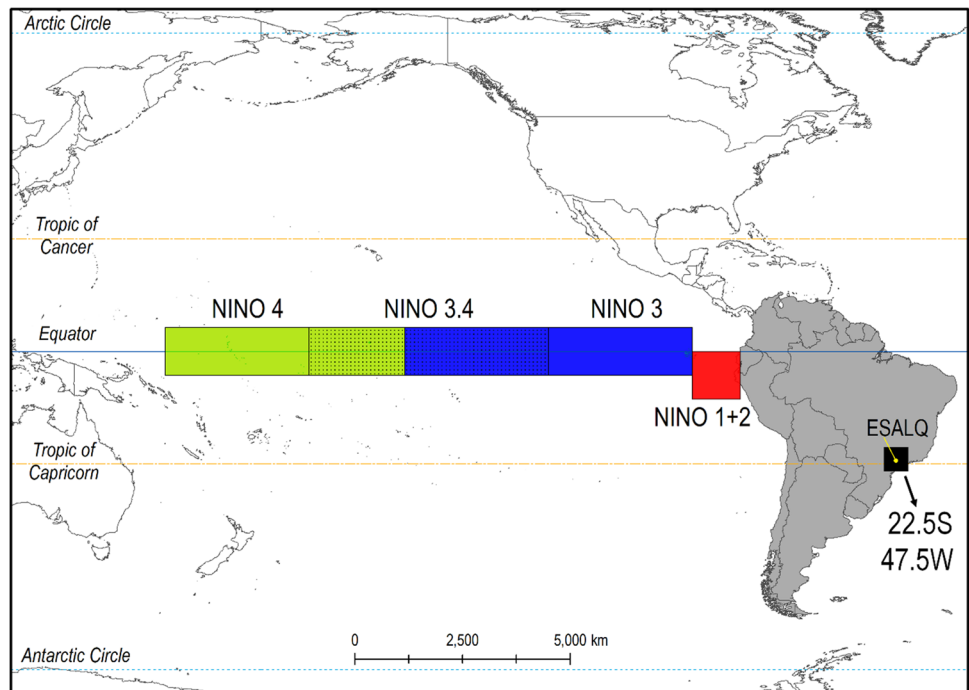 Arctic Circle
Tropic of
Cancer
NINO 4
NINO 3.4
NINO 3
Equator
NINO 1+2
ESALQ
Tropic of
Capricorn
22.5S
47.5W
0
2,500
5,000 km
Antarctic Circle